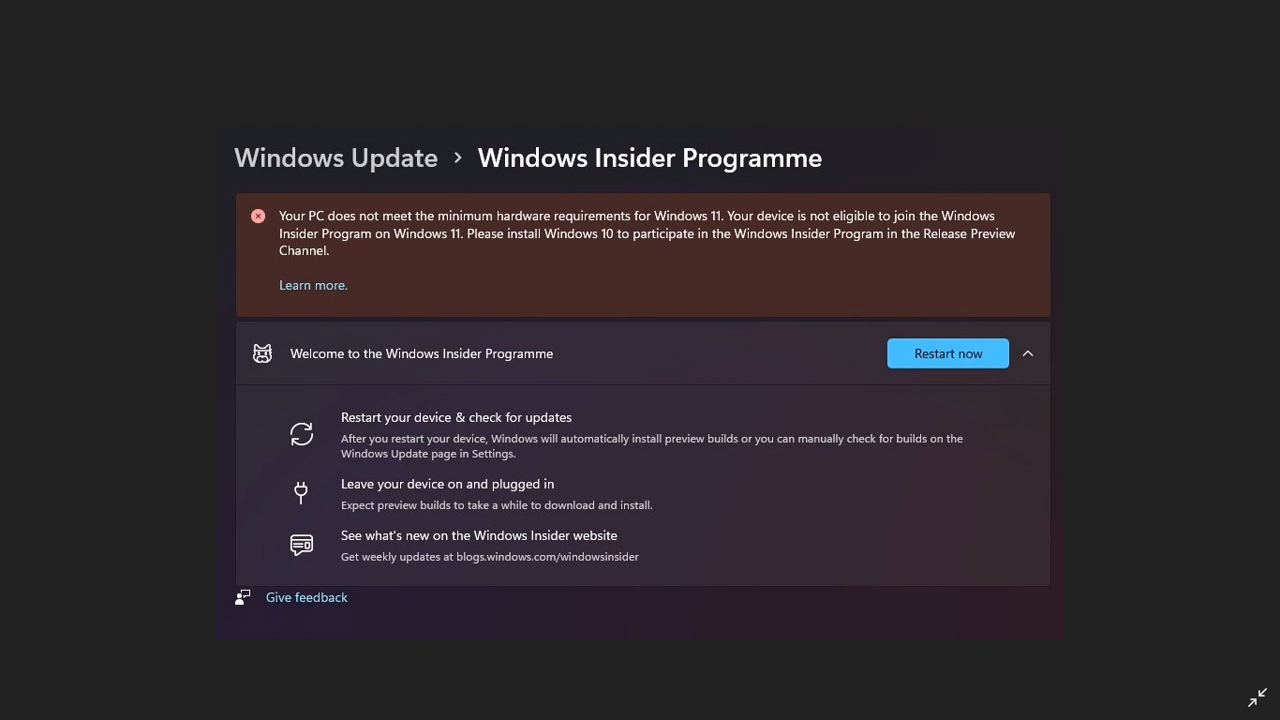 Windows Update > Windows Insider Programme
Your PC does not meet the minimum hardware requirements for Windows 11. Your device is not eligible to join the Windows
Insider Program on Windows 11. Please install Windows 10 to participate in the Windows Insider Program in the Release Preview
Channel.
Learn more.
Welcome to the Windows Insider Programme
Restart now
Restart your device & check for updates
After you restart your device, Windows will automatically install preview builds or you can manually check for builds on the
Windows Update page in Settings.
Leave your device on and plugged in
Expect preview builds to take a while to download and install.
See what's new on the Windows Insider website
Get weekly updates at blogs.windows.com/windowsinsider
Give feedback